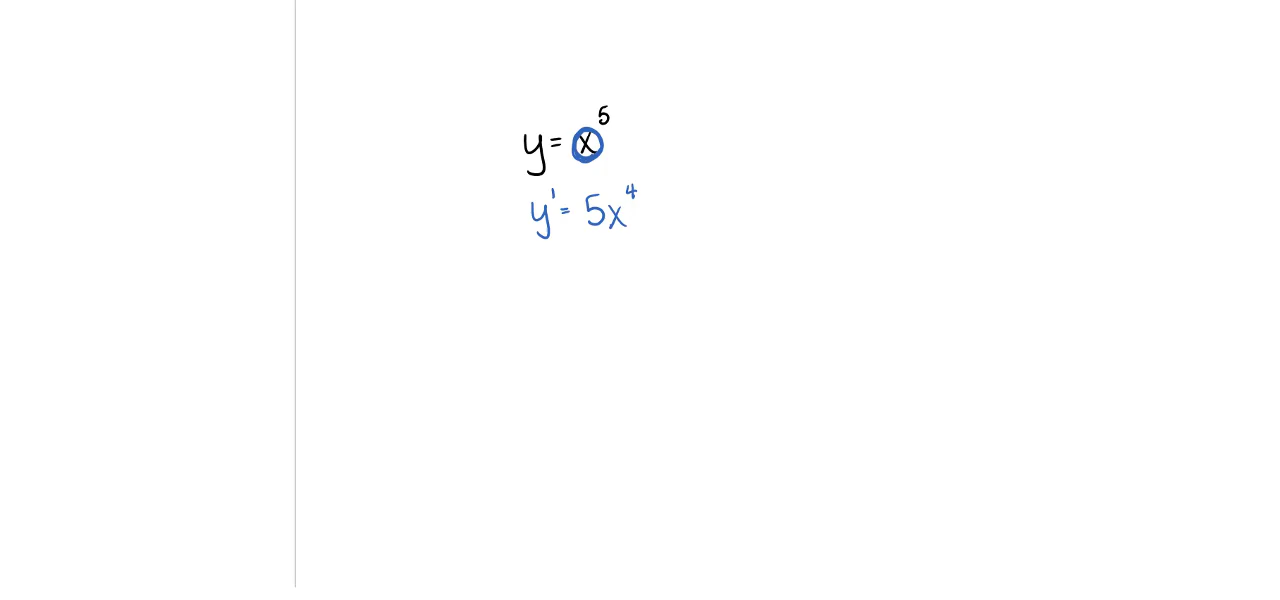 y = x⁵
y' = 5x⁴